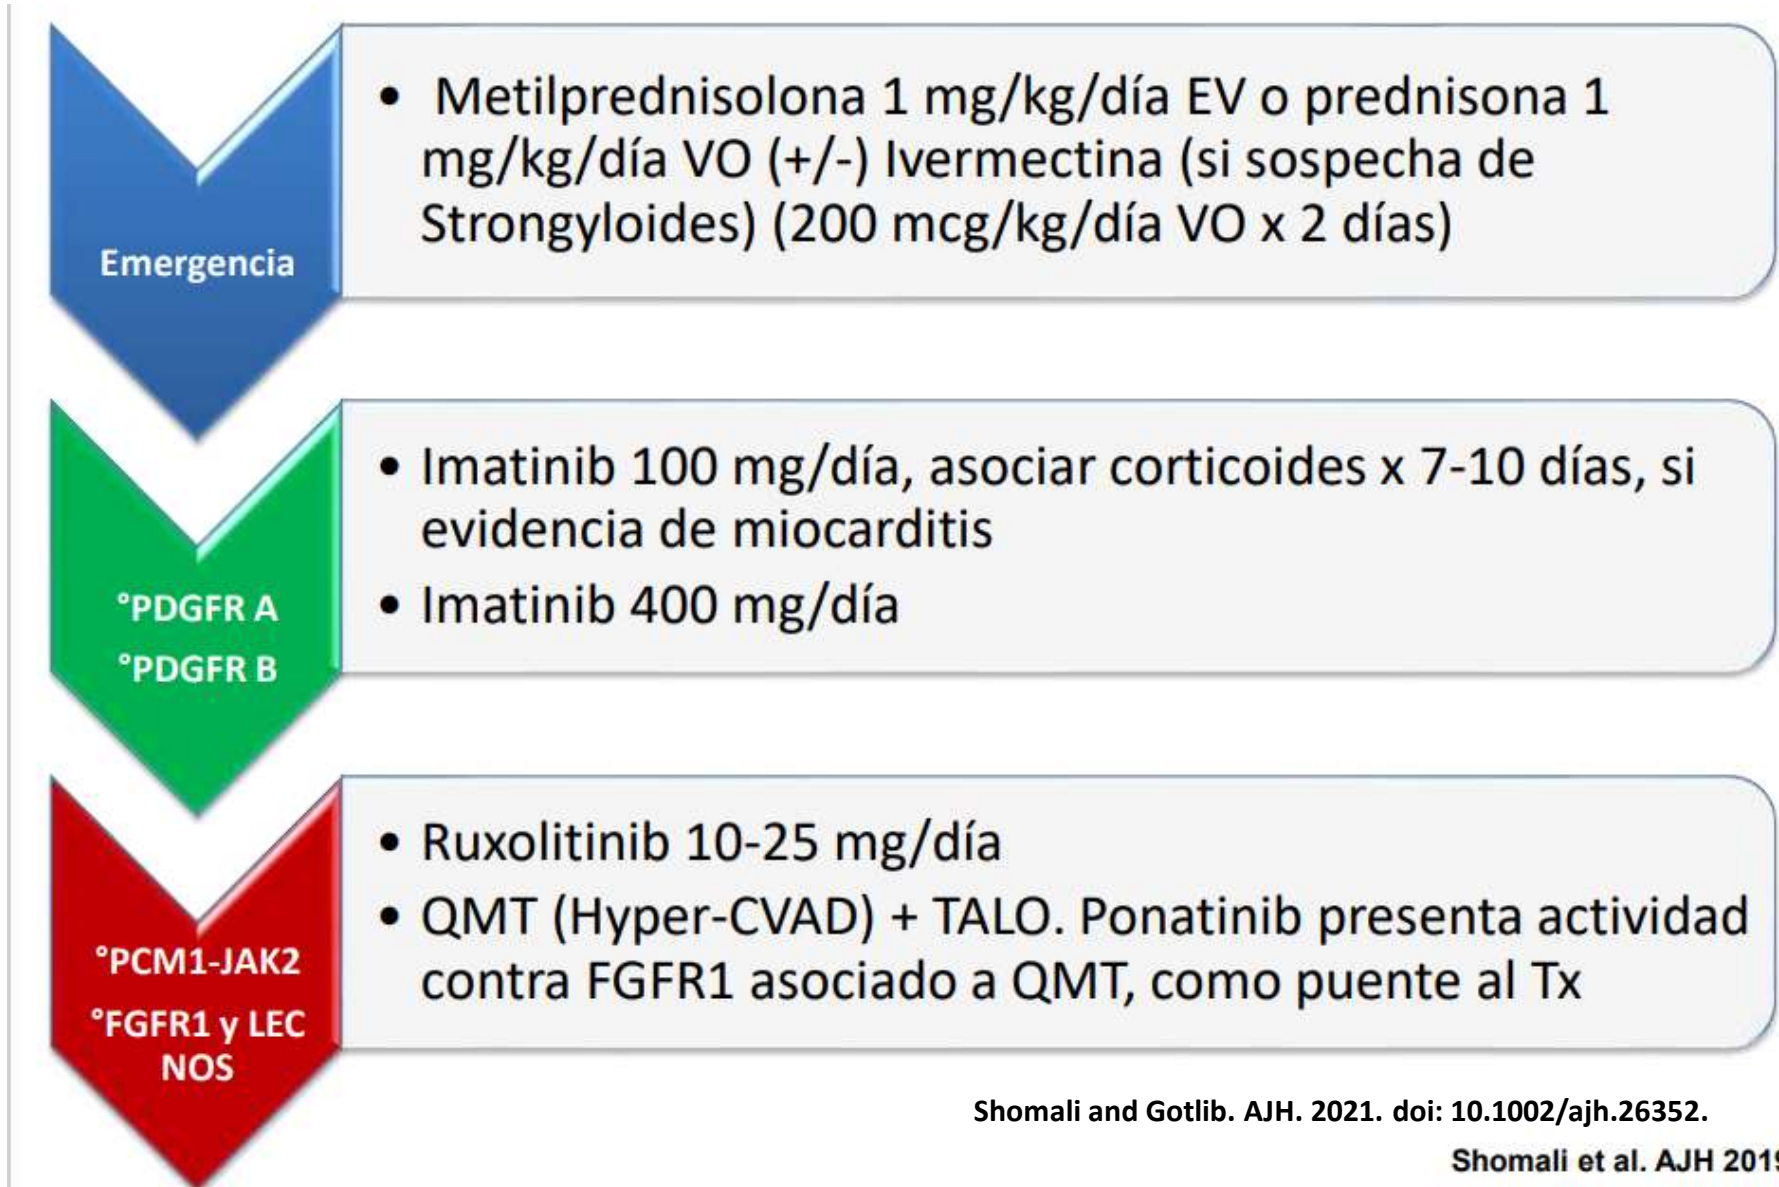 Emergencia
• Metilprednisolona 1 mg/kg/día EV o prednisona 1
mg/kg/día VO (+/-) Ivermectina (si sospecha de
Strongyloides) (200 mcg/kg/día VO x 2 días)
°PDGFR A
°PDGFR B
• Imatinib 100 mg/día, asociar corticoides x 7-10 días, si
evidencia de miocarditis
• Imatinib 400 mg/día
°PCM1-JAK2
°FGFR1 y LEC
NOS
• Ruxolitinib 10-25 mg/día
• QMT (Hyper-CVAD) + TALO. Ponatinib presenta actividad
contra FGFR1 asociado a QMT, como puente al Tx
Shomali and Gotlib. AJH. 2021. doi: 10.1002/ajh.26352.
Shomali et al. AJH 2019